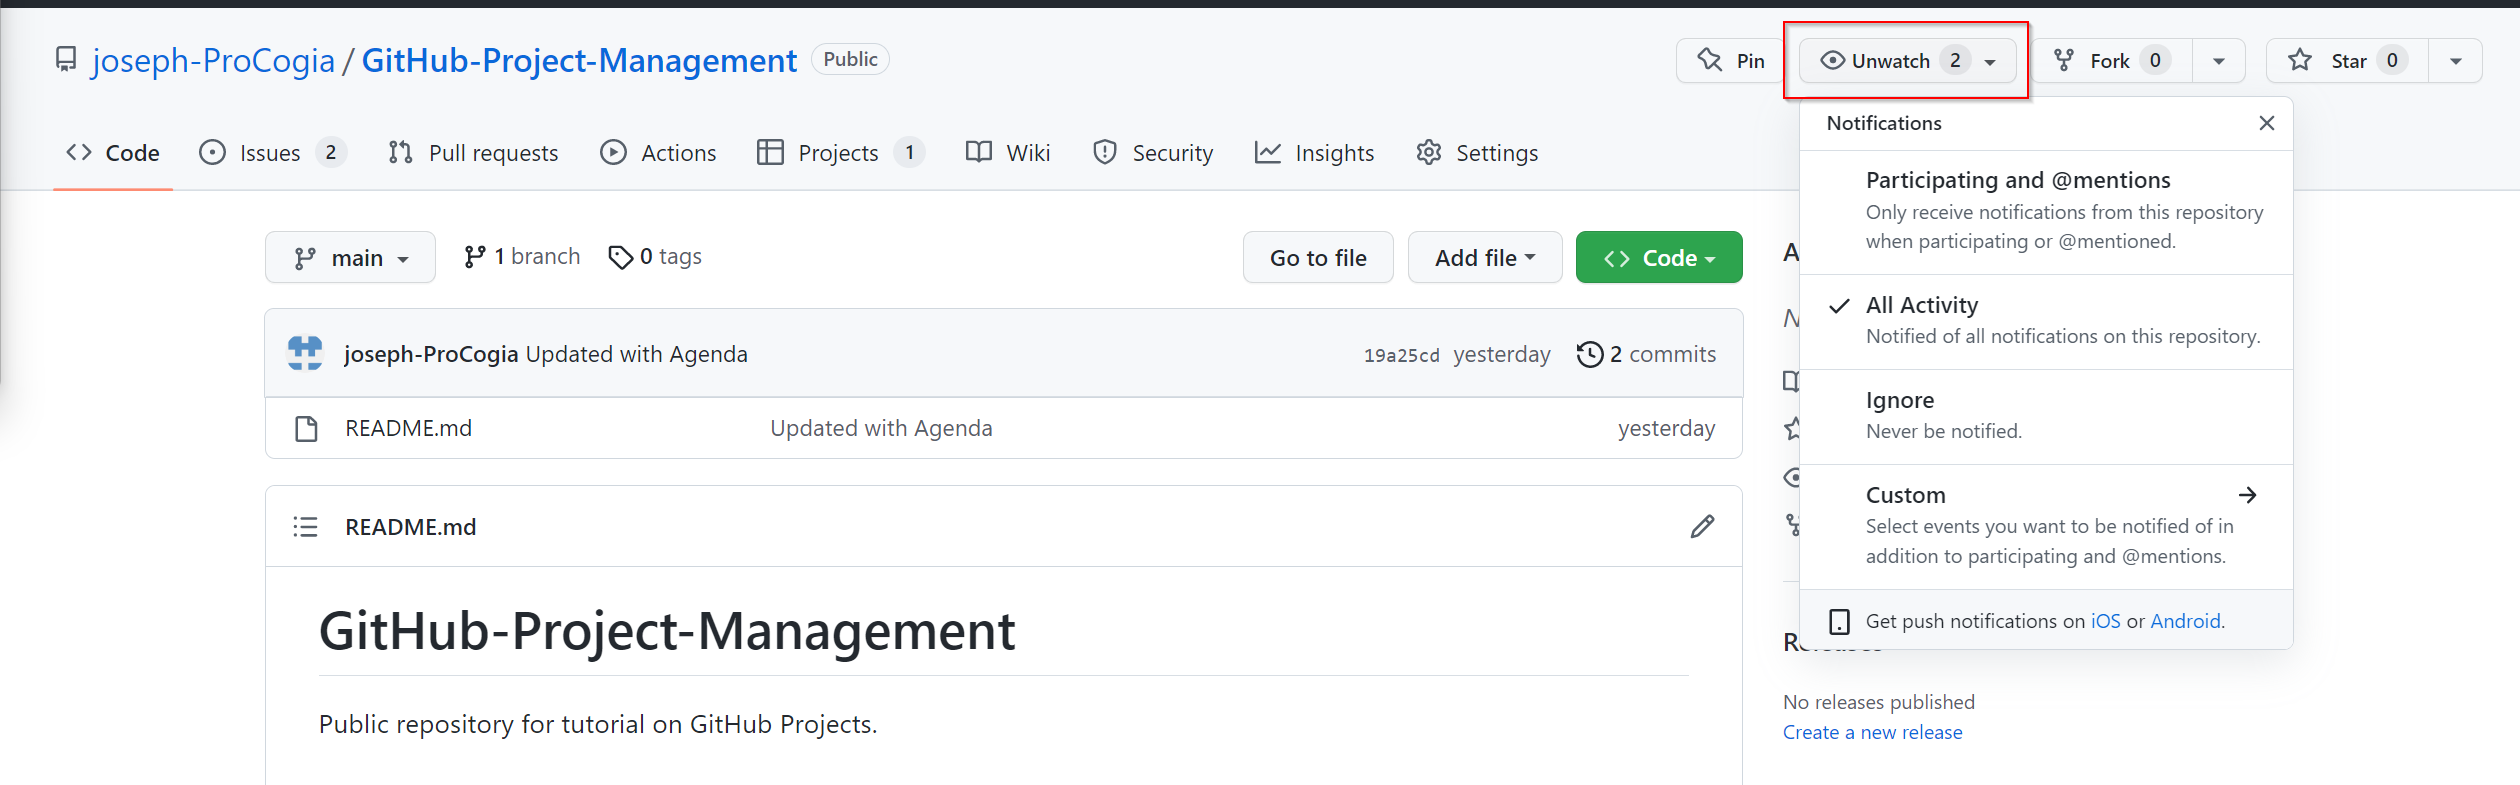 joseph-ProCogia / GitHub-Project-Management Public
Pin
Unwatch 2
Fork 0
Star 0
Code
Issues 2
Pull requests
Actions
Projects 1
Wiki
Security
Insights
Settings
Notifications
Participating and @mentions
Only receive notifications from this repository
when participating or @mentioned.
All Activity
Notified of all notifications on this repository.
Ignore
Never be notified.
Custom
Select events you want to be notified of in
addition to participating and @mentions.
Get push notifications on iOS or Android.
main
1 branch
0 tags
Go to file
Add file
Code
joseph-ProCogia Updated with Agenda
19a25cd yesterday
2 commits
README.md
Updated with Agenda
yesterday
README.md
GitHub-Project-Management
Public repository for tutorial on GitHub Projects.
No releases published
Create a new release